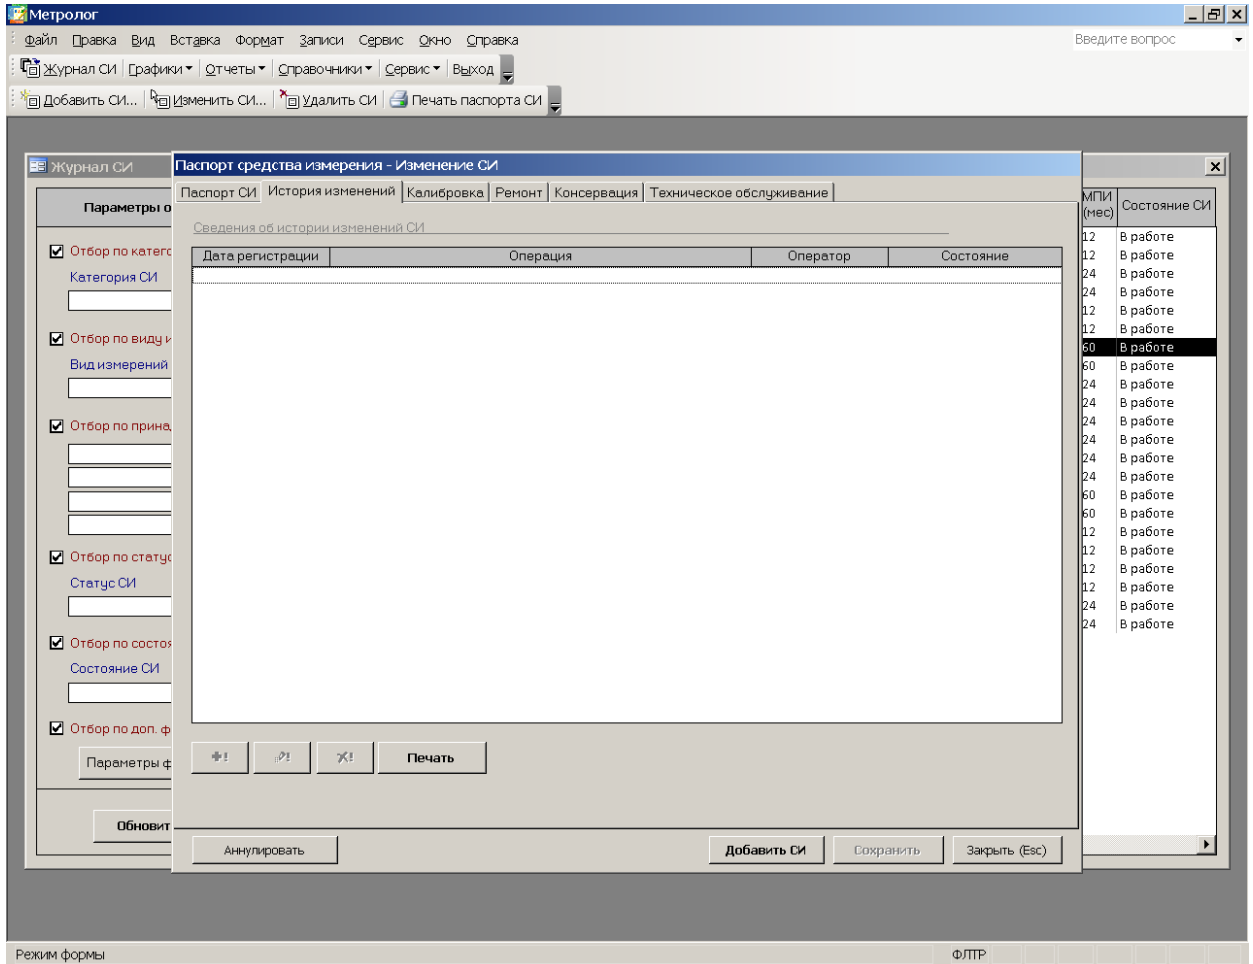 Метролог
Файл Правка Вид Вставка Формат Записи Сервис Окно Справка Введите вопрос
Журнал СИ Графики Отчеты Справочники Сервис Выход
Добавить СИ... Изменить СИ... Удалить СИ Печать паспорта СИ
Журнал СИ
Паспорт средства измерения - Изменение СИ
Паспорт СИ История изменений Калибровка Ремонт Консервация Техническое обслуживание
Сведения об истории изменений СИ
Дата регистрации Операция Оператор Состояние
Печать
Аннулировать Добавить СИ Сохранить Закрыть (Esc)
Параметры о
Отбор по катего
Категория СИ
Отбор по виду и
Вид измерений
Отбор по прина
Отбор по статус
Статус СИ
Отбор по состоя
Состояние СИ
Отбор по доп. ф
Параметры ф
Обновит
МПИ (мес) Состояние СИ
12 В работе
12 В работе
24 В работе
24 В работе
12 В работе
12 В работе
60 В работе
60 В работе
24 В работе
24 В работе
24 В работе
24 В работе
24 В работе
24 В работе
60 В работе
60 В работе
12 В работе
12 В работе
12 В работе
12 В работе
24 В работе
24 В работе
Режим формы ФЛТР